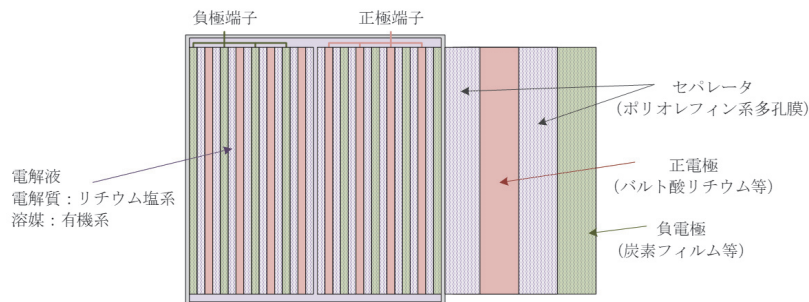 負極端子
正極端子
セパレータ
(ポリオレフィン系多孔膜)
電解液
電解質：リチウム塩系
溶媒：有機系
正電極
(バルト酸リチウム等)
負電極
(炭素フィルム等)